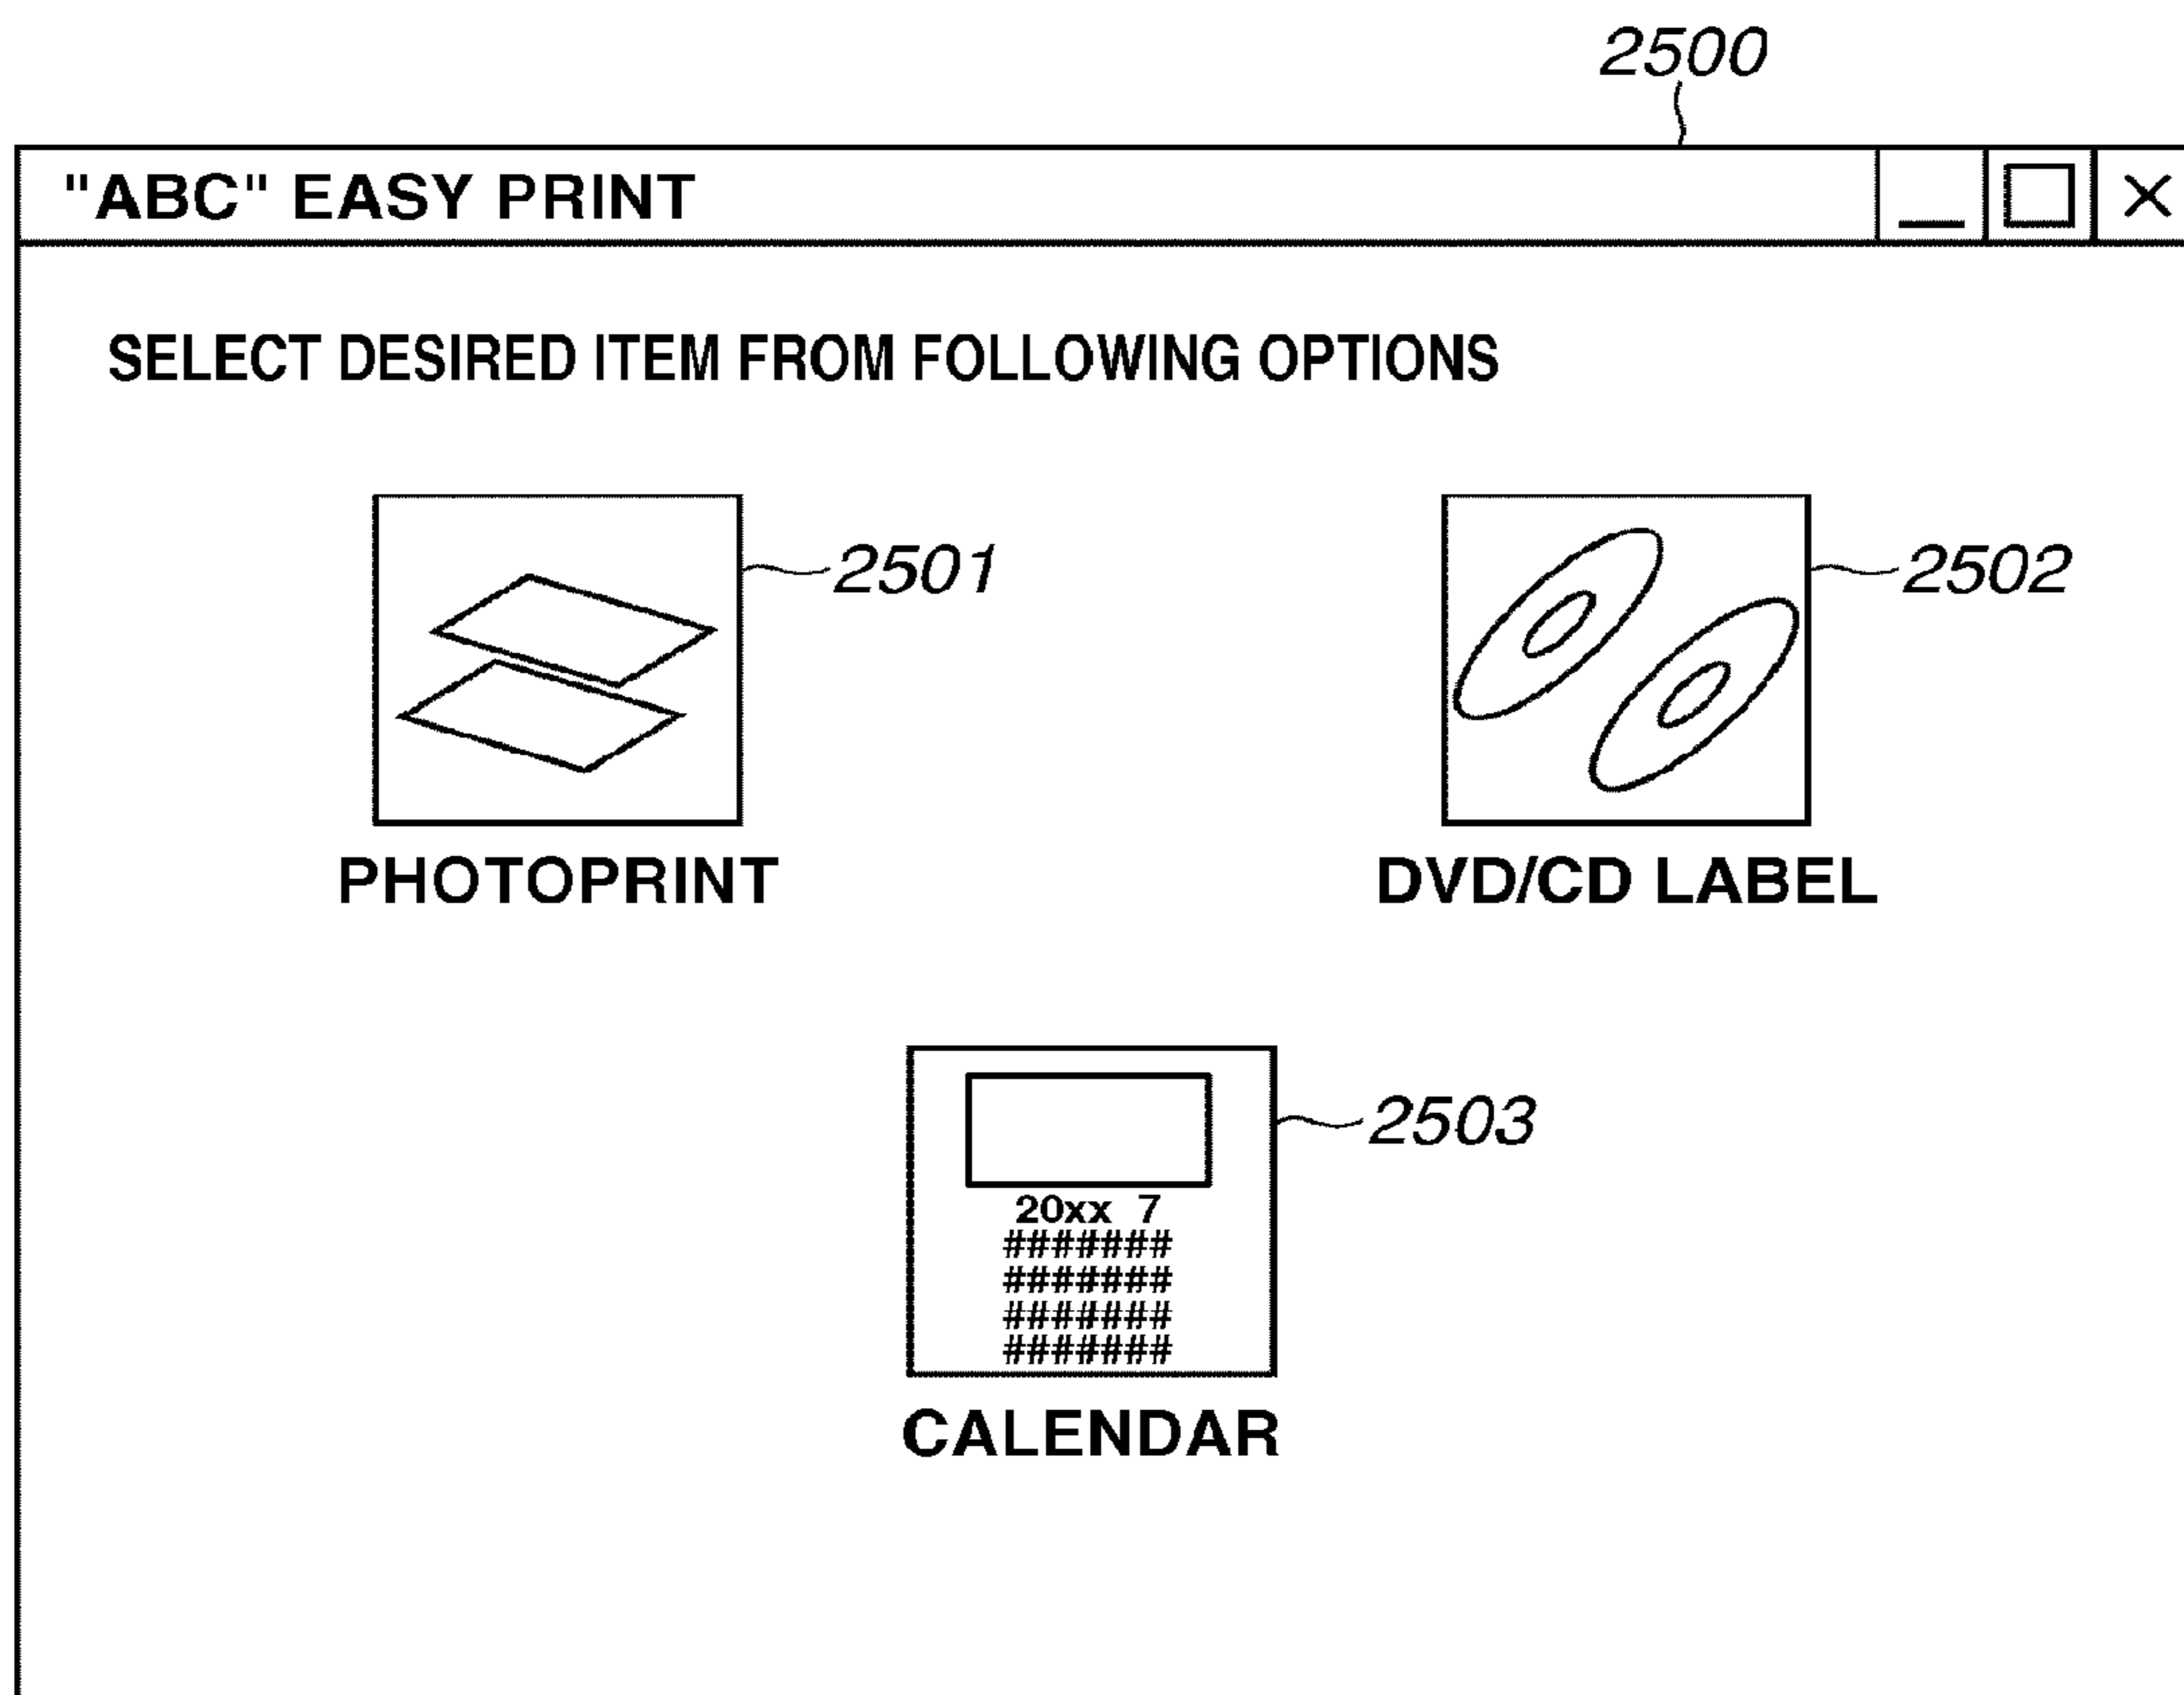 2500
"ABC" EASY PRINT
SELECT DESIRED ITEM FROM FOLLOWING OPTIONS
2501
2502
PHOTOPRINT
DVD/CD LABEL
2503
20xx 7
#######
#######
#######
#######
CALENDAR